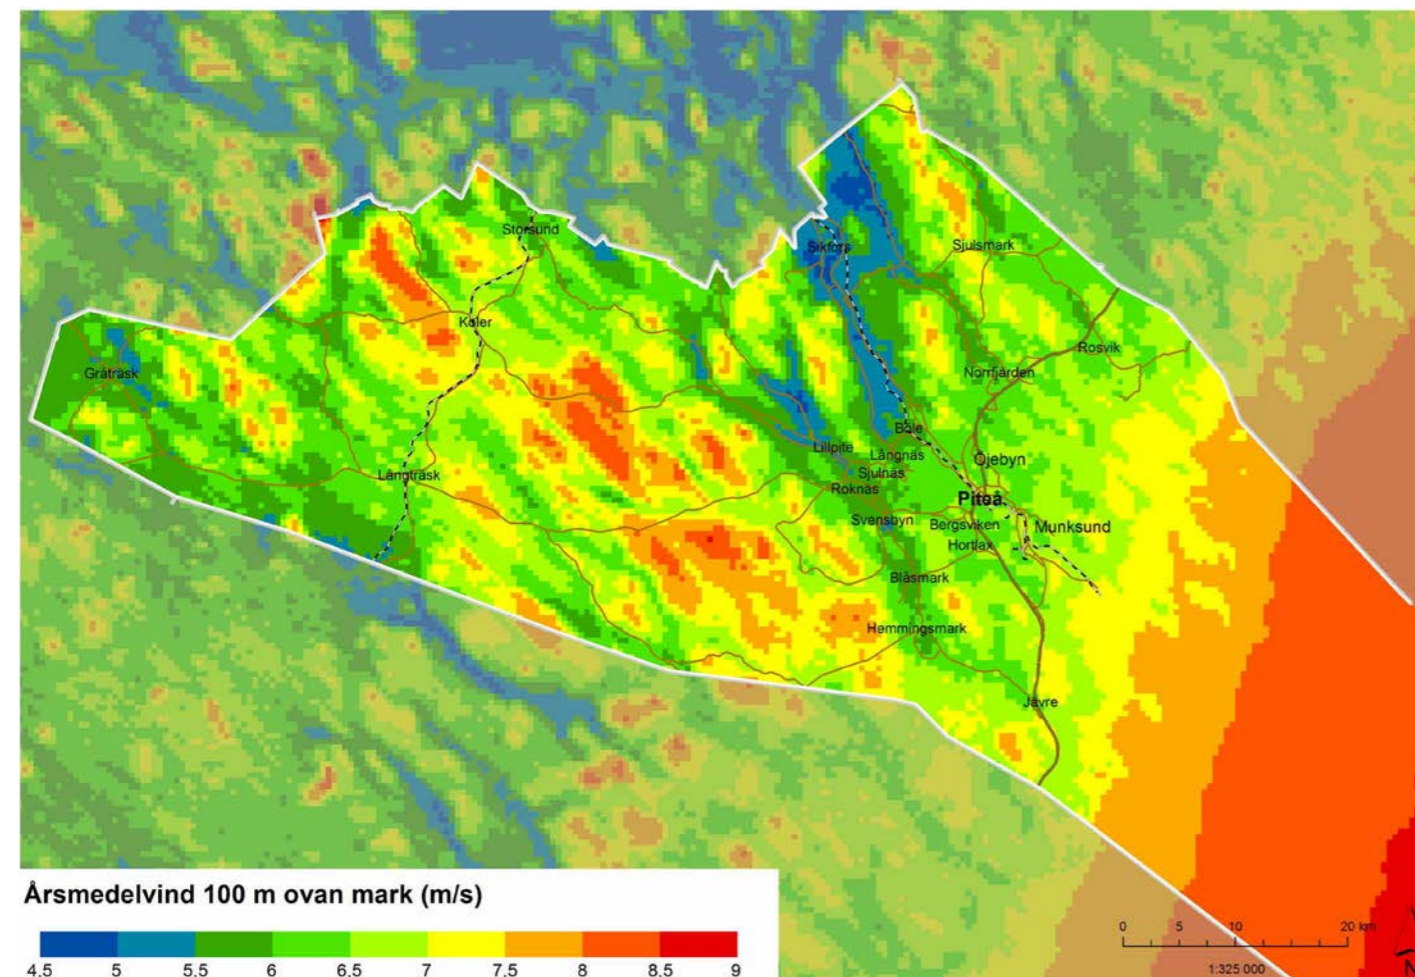 Storsund
Sikfors
Sjulsmark
Koler
Rosvik
Gråträsk
Norrfjärden
Böle
Lillpite
Långnäs
Öjebyn
Långträsk
Sjulnäs
Roknäs
Piteå
Svensbyn
Bergsviken
Munksund
Hortlax
Blåsmark
Hemmingsmark
Jävre
Årsmedelvind 100 m ovan mark (m/s)
4.5 5 5.5 6 6.5 7 7.5 8 8.5 9
0 5 10 20 km
1:325 000